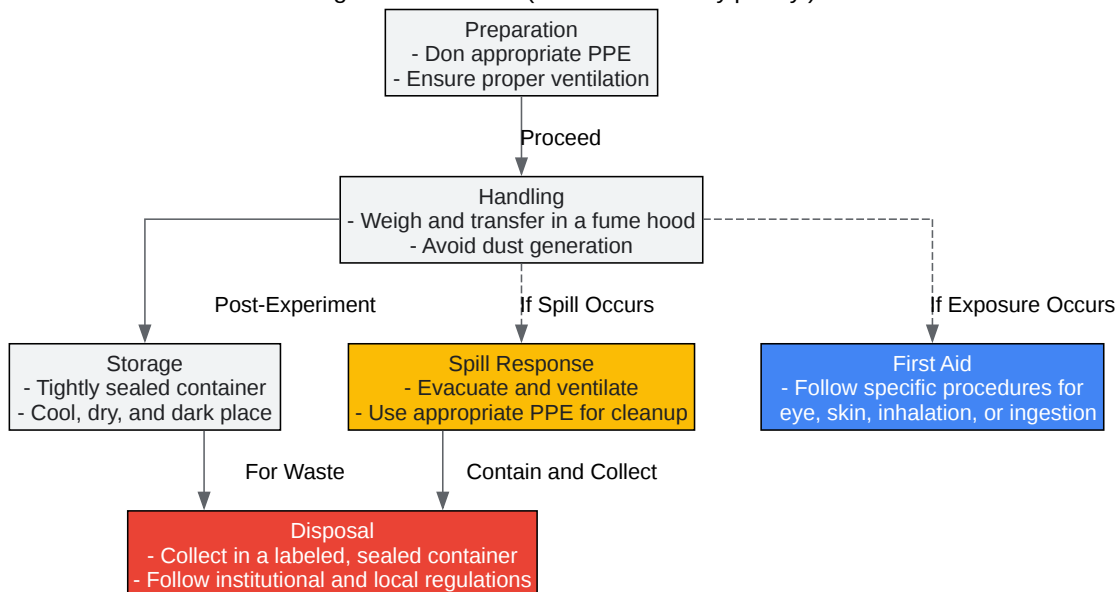 Preparation
- Don appropriate PPE
- Ensure proper ventilation
Proceed
Handling
- Weigh and transfer in a fume hood
- Avoid dust generation
Post-Experiment
If Spill Occurs
If Exposure Occurs
Storage
- Tightly sealed container
- Cool, dry, and dark place
Spill Response
- Evacuate and ventilate
- Use appropriate PPE for cleanup
First Aid
- Follow specific procedures for
eye, skin, inhalation, or ingestion
For Waste
Contain and Collect
Disposal
- Collect in a labeled, sealed container
- Follow institutional and local regulations